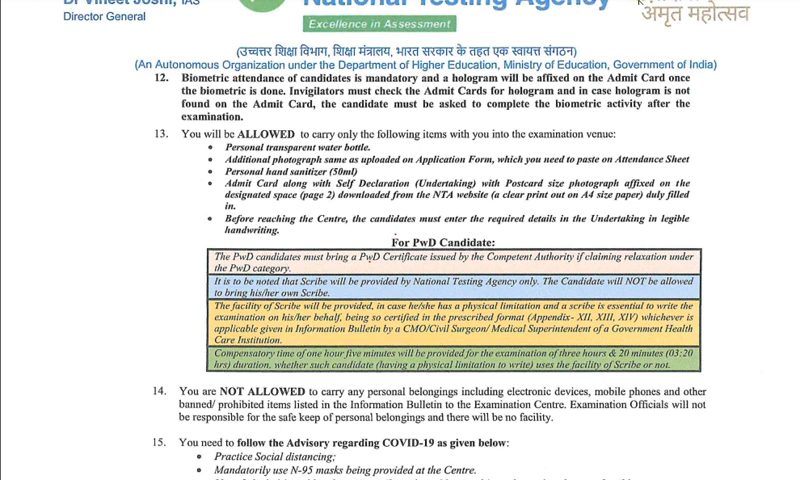 Dr Vineet Joshi, IAS
Director General
National Testing Agency
Excellence in Assessment
अमृत महोत्सव
(उच्चतर शिक्षा विभाग, शिक्षा मंत्रालय, भारत सरकार के तहत एक स्वायत्त संगठन)
(An Autonomous Organization under the Department of Higher Education, Ministry of Education, Government of India)
12. Biometric attendance of candidates is mandatory and a hologram will be affixed on the Admit Card once
the biometric is done. Invigilators must check the Admit Cards for hologram and in case hologram is not
found on the Admit Card, the candidate must be asked to complete the biometric activity after the
examination.
13. You will be ALLOWED to carry only the following items with you into the examination venue:
• Personal transparent water bottle.
• Additional photograph same as uploaded on Application Form, which you need to paste on Attendance Sheet
• Personal hand sanitizer (50ml)
• Admit Card along with Self Declaration (Undertaking) with Postcard size photograph affixed on the
designated space (page 2) downloaded from the NTA website (a clear print out on A4 size paper) duly filled
in.
• Before reaching the Centre, the candidates must enter the required details in the Undertaking in legible
handwriting.
For PwD Candidate:
The PwD candidates must bring a PwD Certificate issued by the Competent Authority if claiming relaxation under
the PwD category.
It is to be noted that Scribe will be provided by National Testing Agency only. The Candidate will NOT be allowed
to bring his/her own Scribe.
The facility of Scribe will be provided, in case he/she has a physical limitation and a scribe is essential to write the
examination on his/her behalf, being so certified in the prescribed format (Appendix- XII, XIII, XIV) whichever is
applicable given in Information Bulletin by a CMO/Civil Surgeon/ Medical Superintendent of a Government Health
Care Institution.
Compensatory time of one hour five minutes will be provided for the examination of three hours & 20 minutes (03:20
hrs) duration, whether such candidate (having a physical limitation to write) uses the facility of Scribe or not.
14. You are NOT ALLOWED to carry any personal belongings including electronic devices, mobile phones and other
banned/ prohibited items listed in the Information Bulletin to the Examination Centre. Examination Officials will not
be responsible for the safe keep of personal belongings and there will be no facility.
15. You need to follow the Advisory regarding COVID-19 as given below:
• Practice Social distancing;
• Mandatorily use N-95 masks being provided at the Centre.